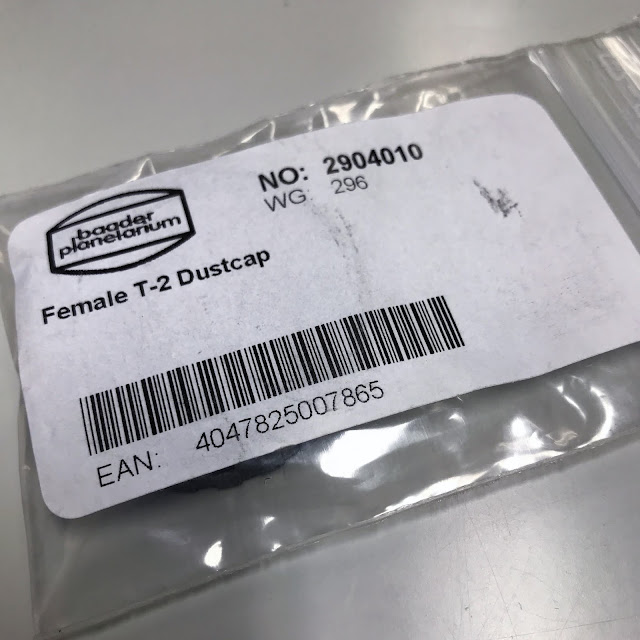 baader
planetarium
NO: 2904010
WG 296
Female T-2 Dustcap
EAN: 4047825007865